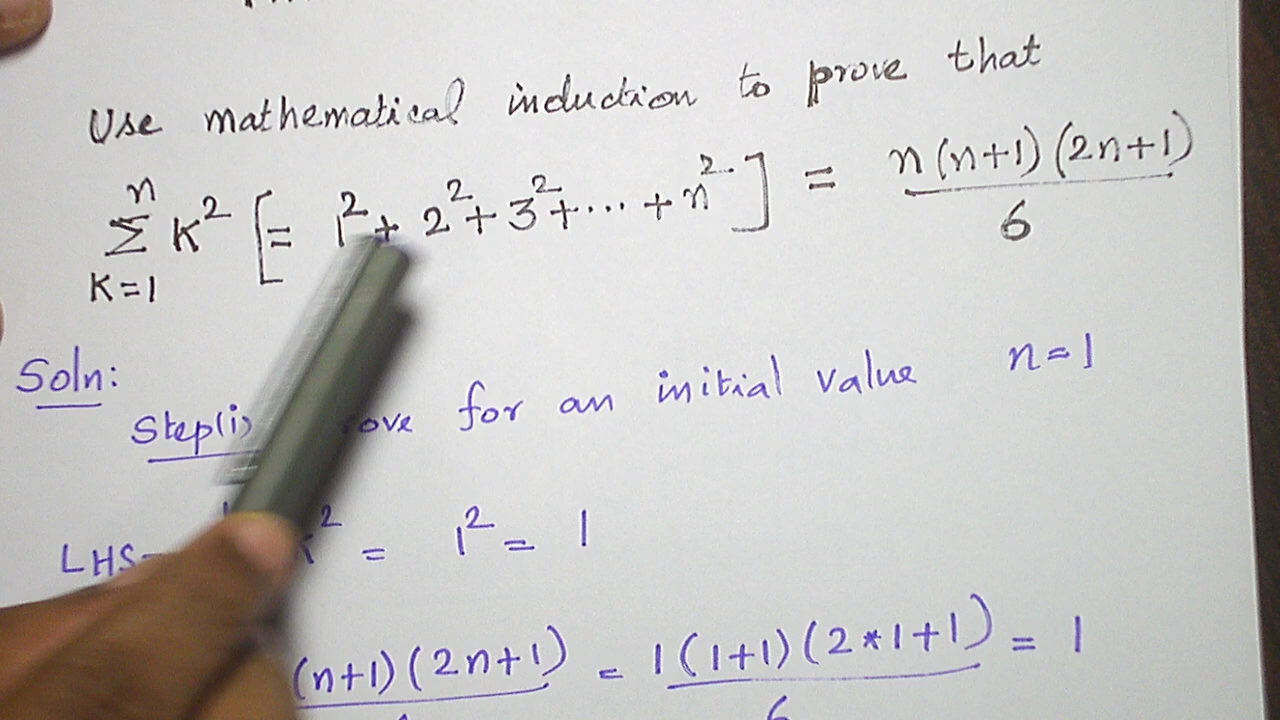 Use mathematical induction to prove that
n
Σ K² [= 1² + 2² + 3² + ... + n²] = n(n+1)(2n+1) / 6
K=1
Soln:
Step(i) for an initial value n=1
LHS = 1² = 1
(n+1)(2n+1) = 1(1+1)(2*1+1) / 6 = 1